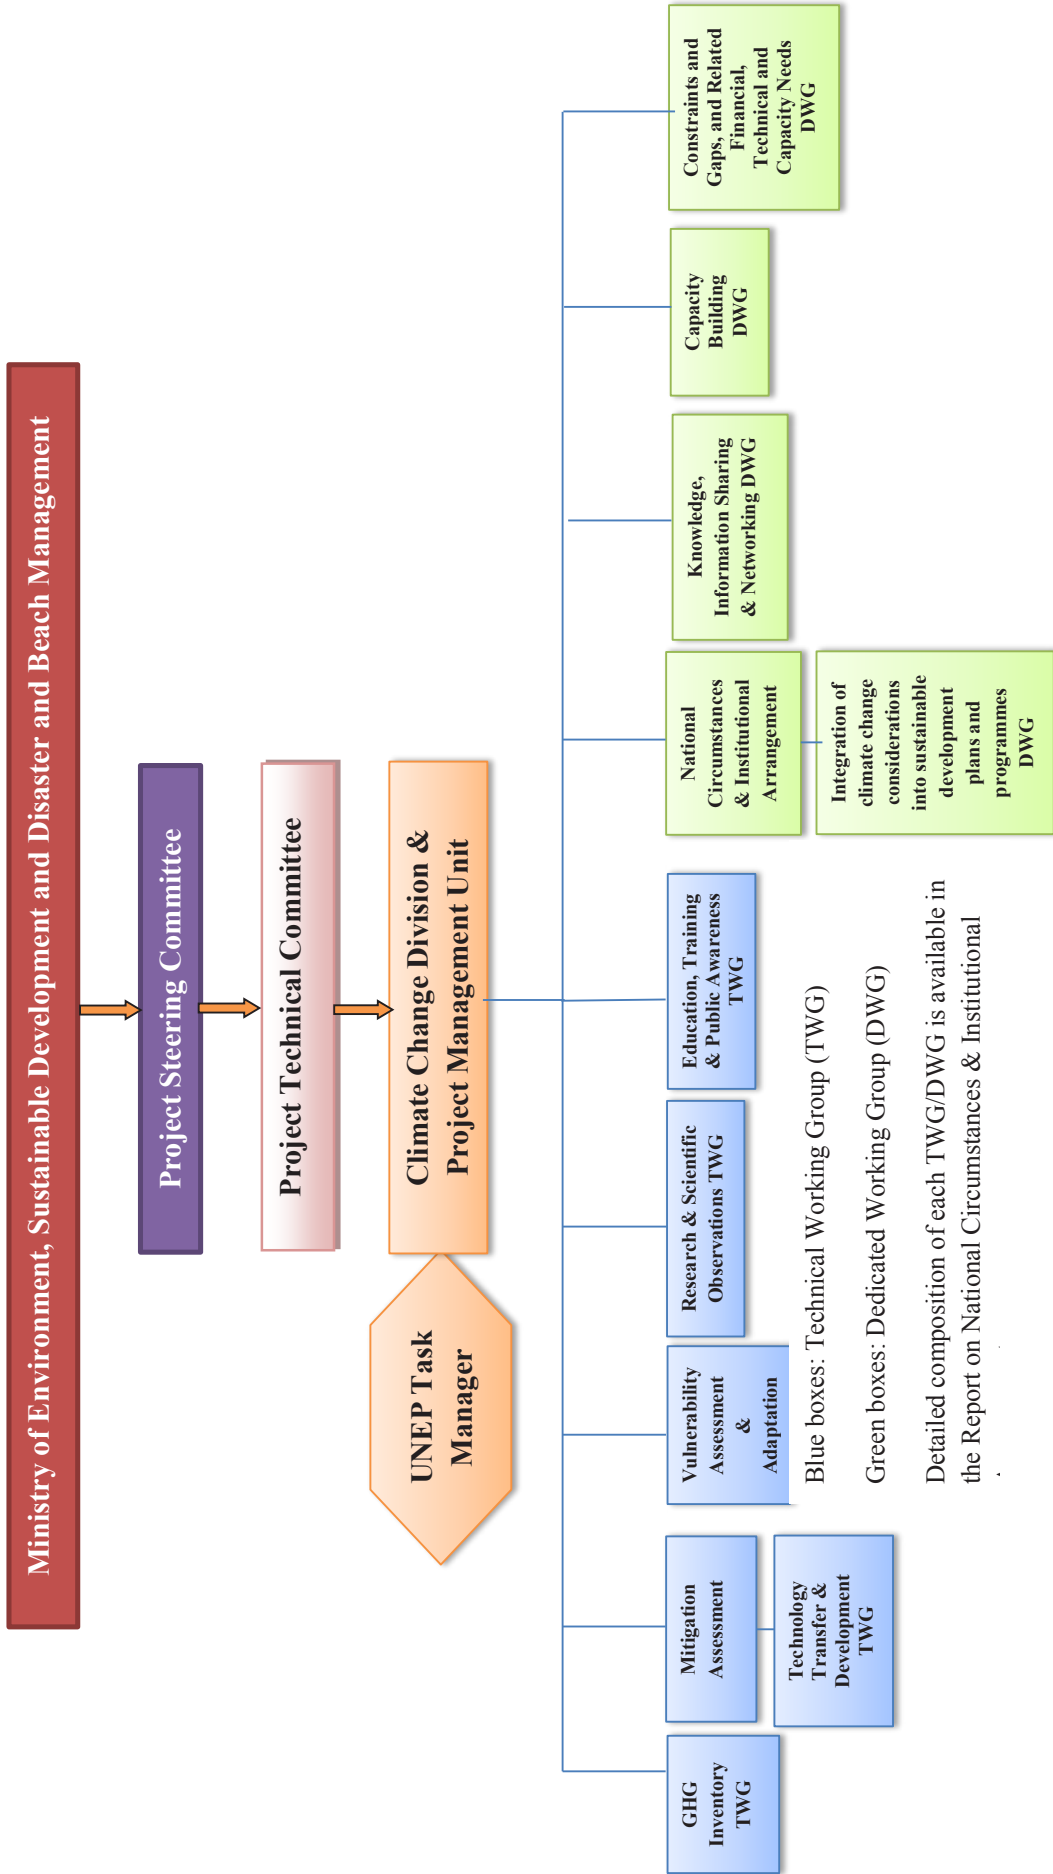 Ministry of Environment, Sustainable Development and Disaster and Beach Management
Project Steering Committee
Project Technical Committee
UNEP Task
Manager
Climate Change Division &
Project Management Unit
GHG
Inventory
TWG
Mitigation
Assessment
Technology
Transfer &
Development
TWG
Vulnerability
Assessment
&
Adaptation
Research & Scientific
Observations TWG
Education, Training
& Public Awareness
TWG
National
Circumstances
& Institutional
Arrangement
Integration of
climate change
considerations
into sustainable
development
plans and
programmes
DWG
Knowledge,
Information Sharing
& Networking DWG
Capacity
Building
DWG
Constraints and
Gaps, and Related
Financial,
Technical and
Capacity Needs
DWG
Blue boxes: Technical Working Group (TWG)
Green boxes: Dedicated Working Group (DWG)
Detailed composition of each TWG/DWG is available in
the Report on National Circumstances & Institutional